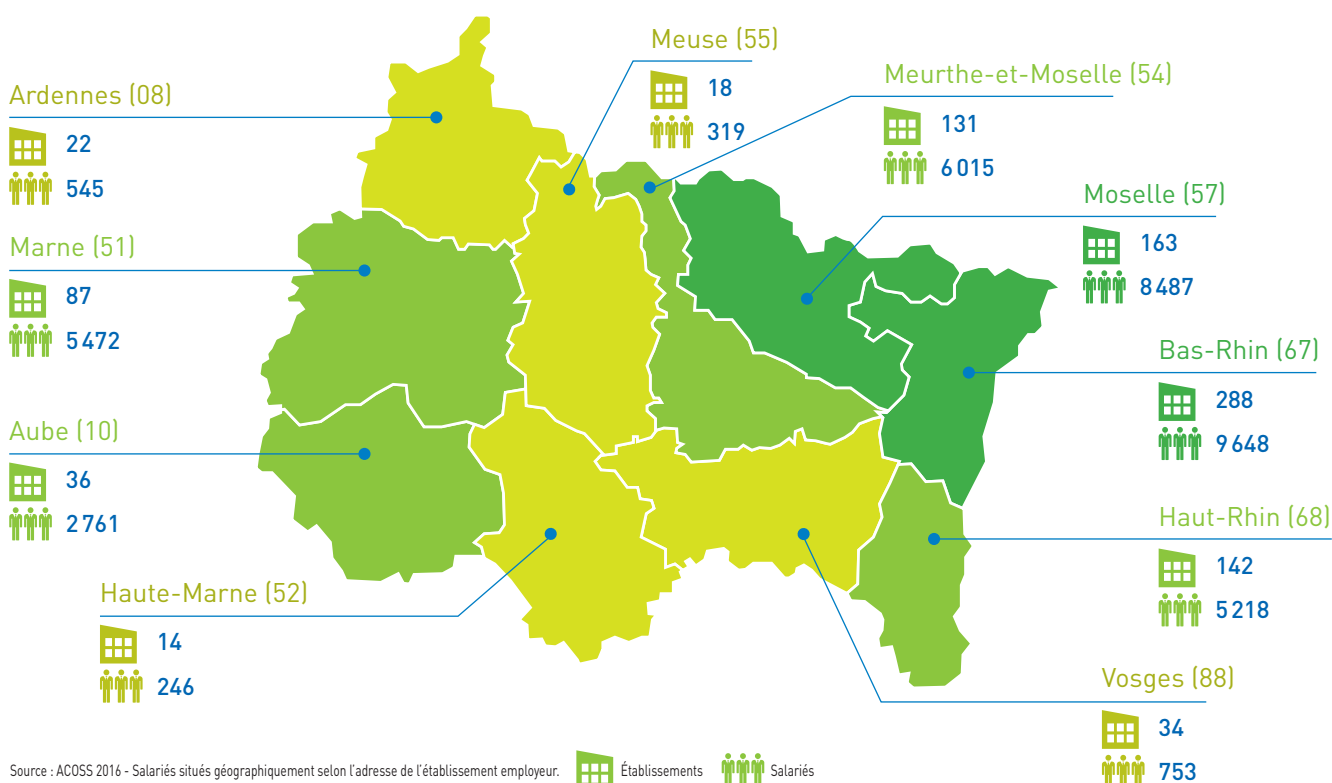 Meuse (55)
18
319
Meurthe-et-Moselle (54)
131
6 015
Ardennes (08)
22
545
Moselle (57)
163
8 487
Marne (51)
87
5 472
Bas-Rhin (67)
288
9 648
Aube (10)
36
2 761
Haut-Rhin (68)
142
5 218
Haute-Marne (52)
14
246
Vosges (88)
34
753
Source : ACOSS 2016 - Salariés situés géographiquement selon l'adresse de l'établissement employeur. Établissements Salariés